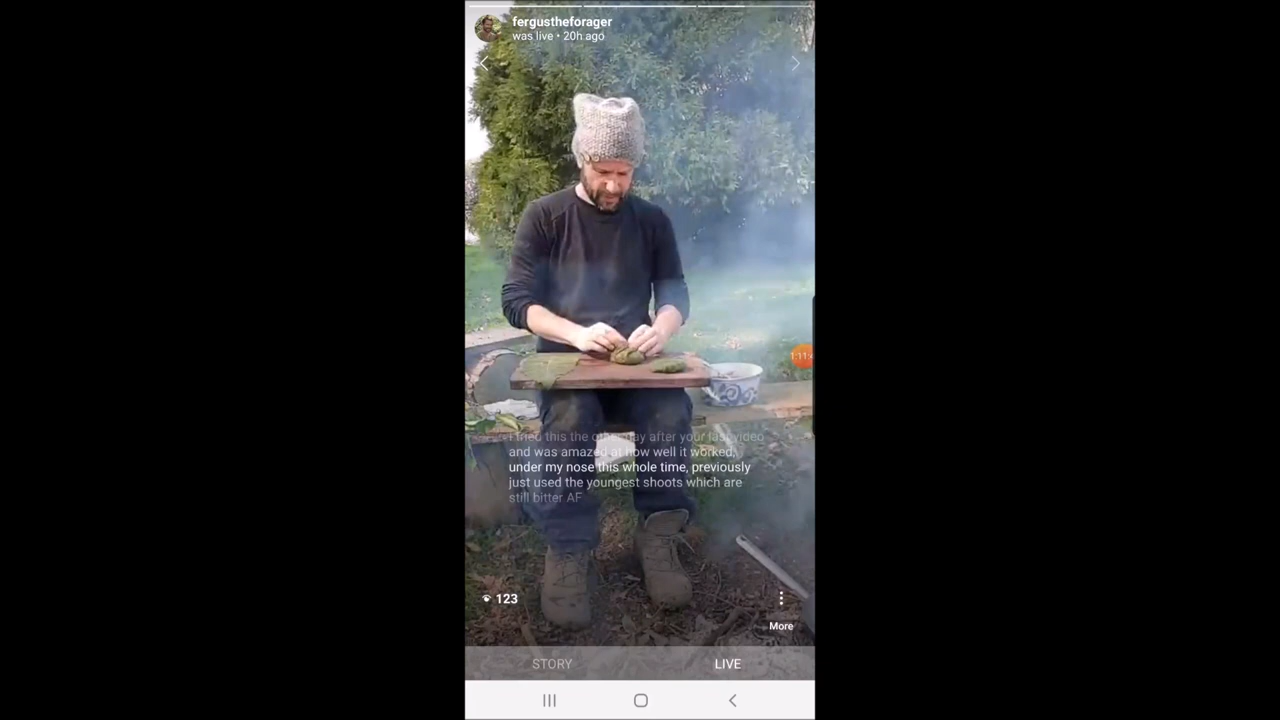 fergustheforager
was live • 20h ago
I tried this the other day after your last video
and was amazed at how well it worked,
under my nose this whole time, previously
just used the youngest shoots which are
still bitter AF
123
More
STORY
LIVE